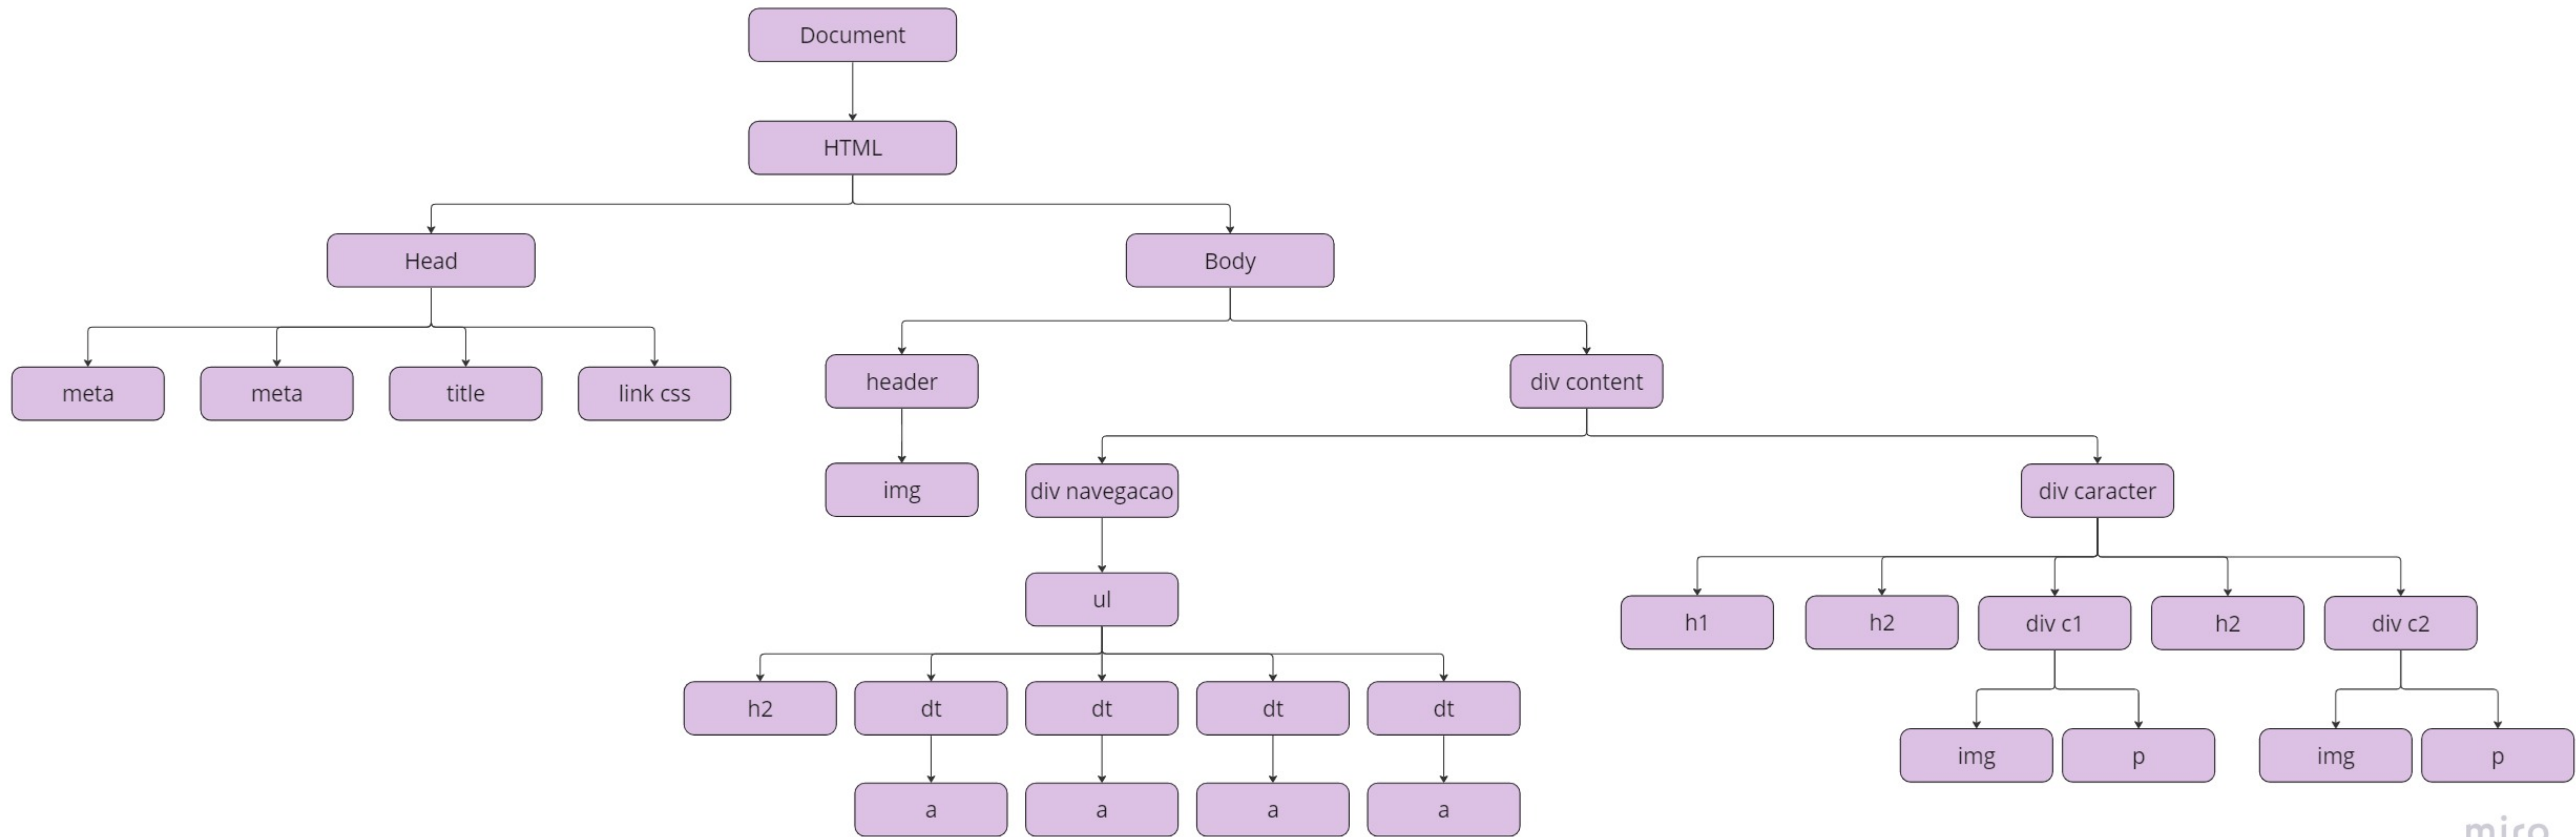 Document
HTML
Head
Body
meta
meta
title
link css
header
div content
img
div navegacao
div caracter
ul
h1
h2
div c1
h2
div c2
h2
dt
dt
dt
dt
img
p
img
p
a
a
a
a
miro